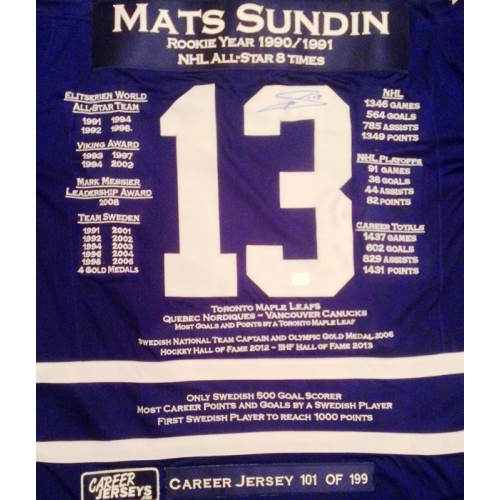 MATS SUNDIN
ROOKIE YEAR 1990/1991
NHL ALL-STAR 8 TIMES
ELITSERIEN WORLD
ALL-STAR TEAM
1991 1994
1992 1998.
VIKING AWARD
1993 1997
1994 2002
MARK MESSIER
LEADERSHIP AWARD
2008
TEAM SWEDEN
1991 2001
1992 2002
1994 2003
1996 2004
1998 2006
4 GOLD MEDALS
13
NHL
1346 GAMES
564 GOALS
785 ASSISTS
1349 POINTS
NHL PLAYOFFS
91 GAMES
38 GOALS
44 ASSISTS
82 POINTS
CAREER TOTALS
1437 GAMES
602 GOALS
829 ASSISTS
1431 POINTS
TORONTO MAPLE LEAFS
QUEBEC NORDIQUES - VANCOUVER CANUCKS
MOST GOALS AND POINTS BY A TORONTO MAPLE LEAF
SWEDISH NATIONAL TEAM CAPTAIN AND OLYMPIC GOLD MEDAL 2006
HOCKEY HALL OF FAME 2012 - IIHF HALL OF FAME 2013
ONLY SWEDISH 500 GOAL SCORER
MOST CAREER POINTS AND GOALS BY A SWEDISH PLAYER
FIRST SWEDISH PLAYER TO REACH 1000 POINTS
CAREER
JERSEYS
CAREER JERSEY 101 OF 199